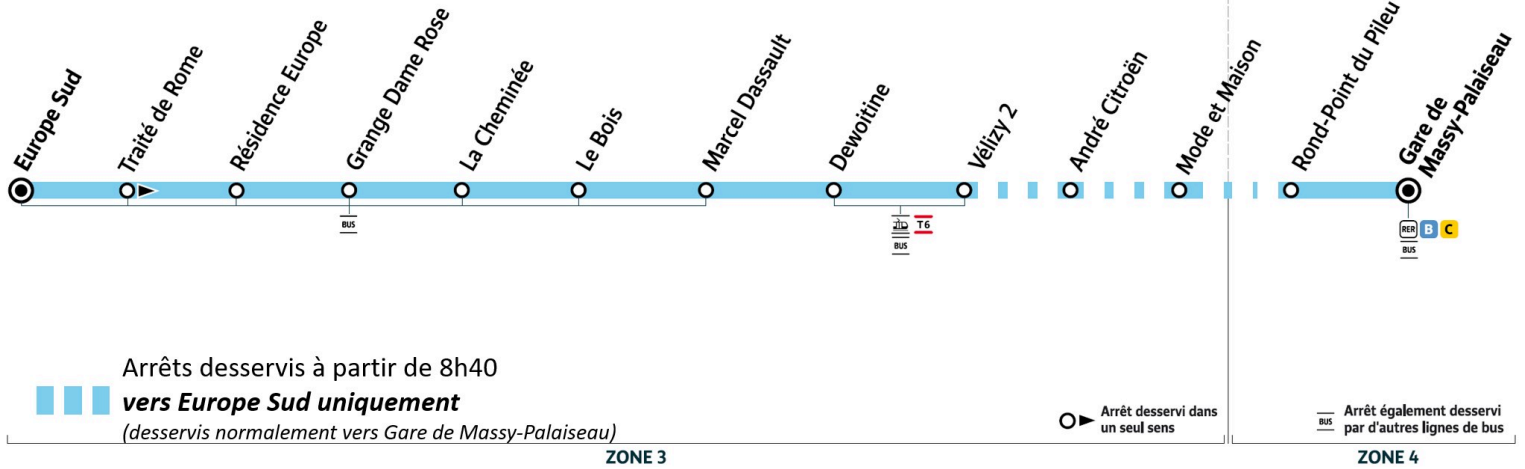 Europe Sud
Traité de Rome
Résidence Europe
Grange Dame Rose
La Cheminée
Le Bois
Marcel Dassault
Dewoitine
Vélizy 2
André Citroën
Mode et Maison
Rond-Point du Pileu
Gare de
Massy-Palaiseau
BUS
T6
BUS
RER B C
BUS
Arrêts desservis à partir de 8h40
vers Europe Sud uniquement
(desservis normalement vers Gare de Massy-Palaiseau)
Arrêt desservi dans
un seul sens
BUS
Arrêt également desservi
par d'autres lignes de bus
ZONE 3
ZONE 4